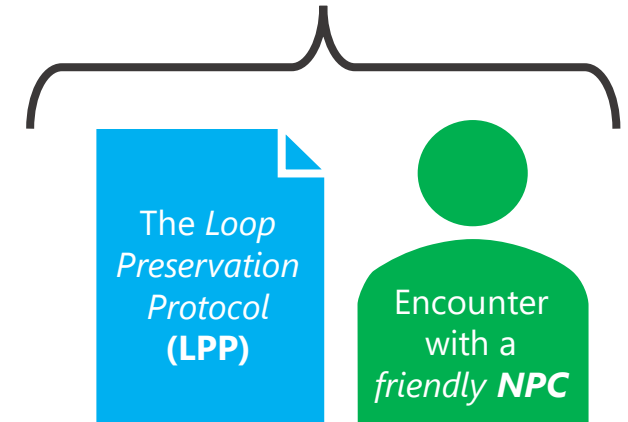 The Loop
Preservation
Protocol
(LPP)
Encounter
with a
friendly NPC